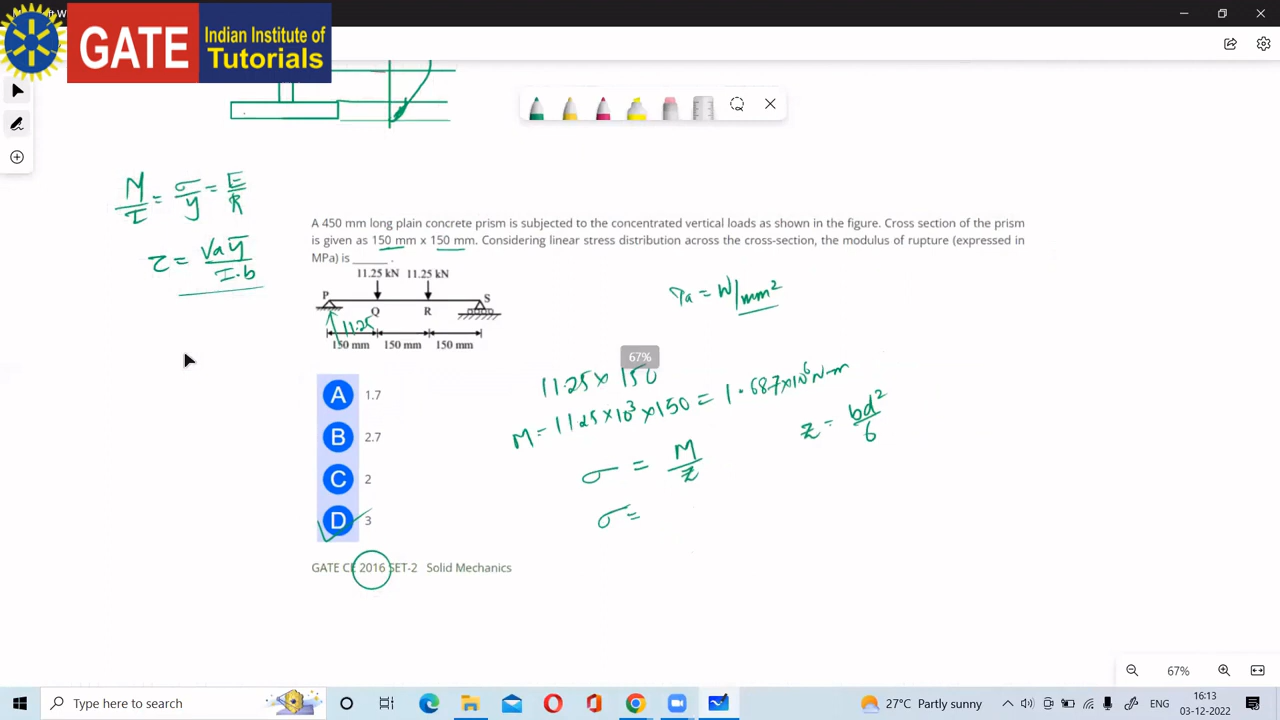 GATE
Indian Institute of
Tutorials
M/I = σ/y = E/R
τ = Vaȳ/I·b
A 450 mm long plain concrete prism is subjected to the concentrated vertical loads as shown in the figure. Cross section of the prism
is given as 150 mm x 150 mm. Considering linear stress distribution across the cross-section, the modulus of rupture (expressed in
MPa) is ______ .
11.25 kN 11.25 kN
P Q R S
11.25
150 mm 150 mm 150 mm
67%
11.25×150
M = 11.25×10³×150 = 1.687×10⁶ N-m
σ = M/z
z = bd²/6
σ =
A 1.7
B 2.7
C 2
D 3
GATE CE 2016 SET-2 Solid Mechanics
67%
Type here to search
27°C Partly sunny
16:13
03-12-2022